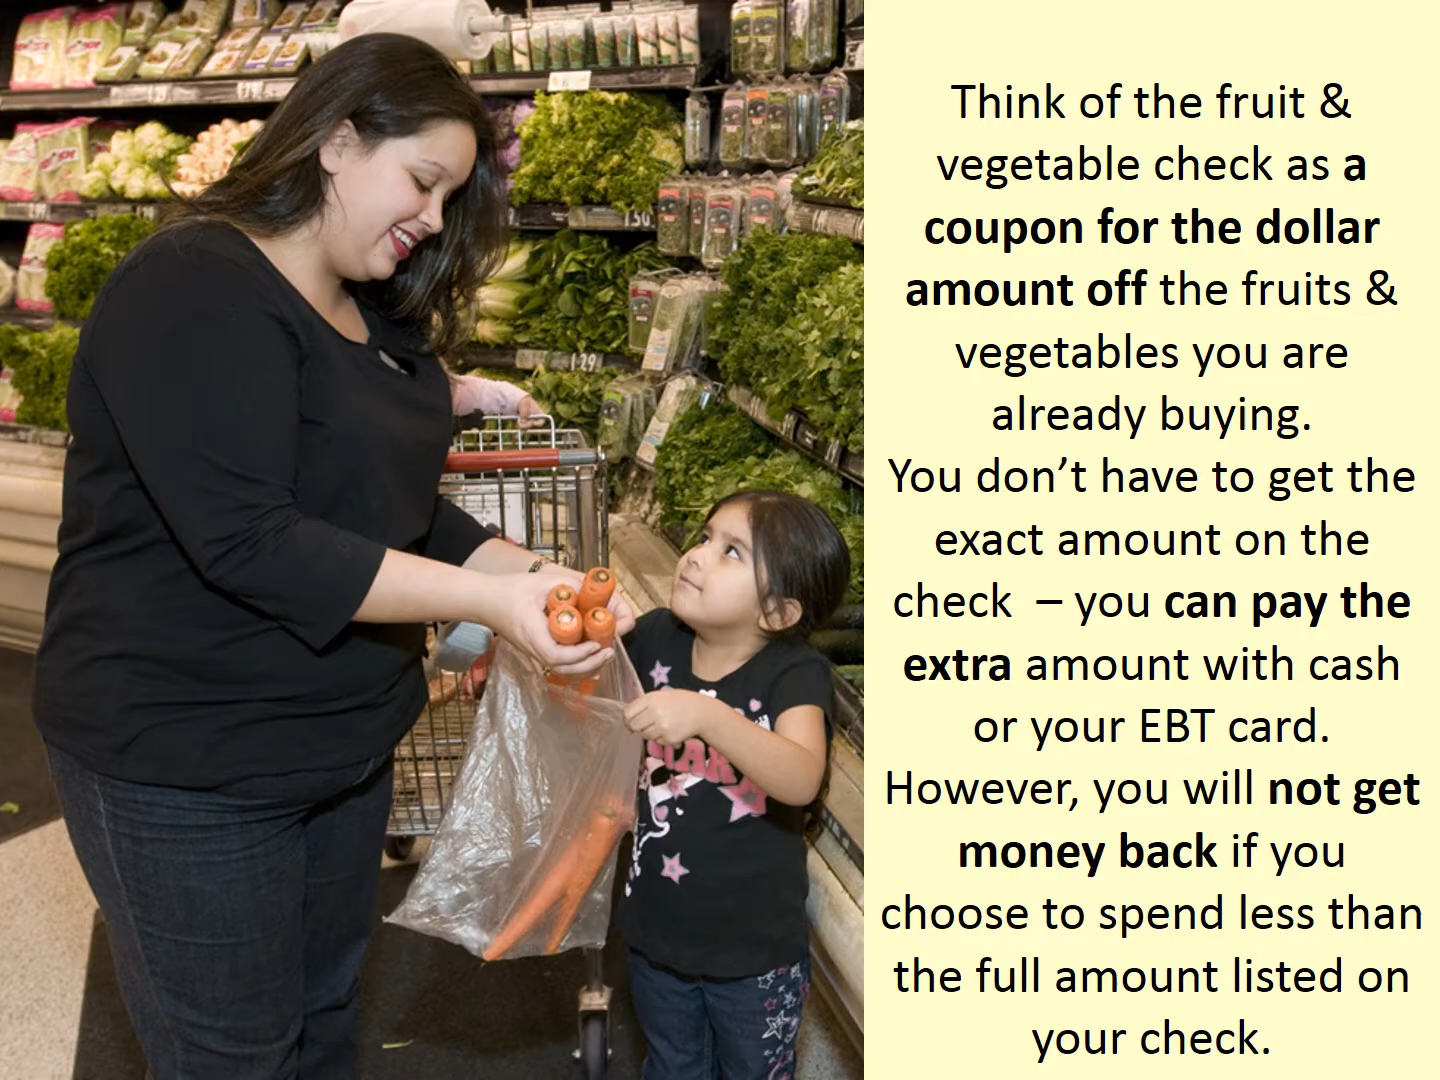 Think of the fruit &
vegetable check as a
coupon for the dollar
amount off the fruits &
vegetables you are
already buying.
You don’t have to get the
exact amount on the
check – you can pay the
extra amount with cash
or your EBT card.
However, you will not get
money back if you
choose to spend less than
the full amount listed on
your check.
1.29